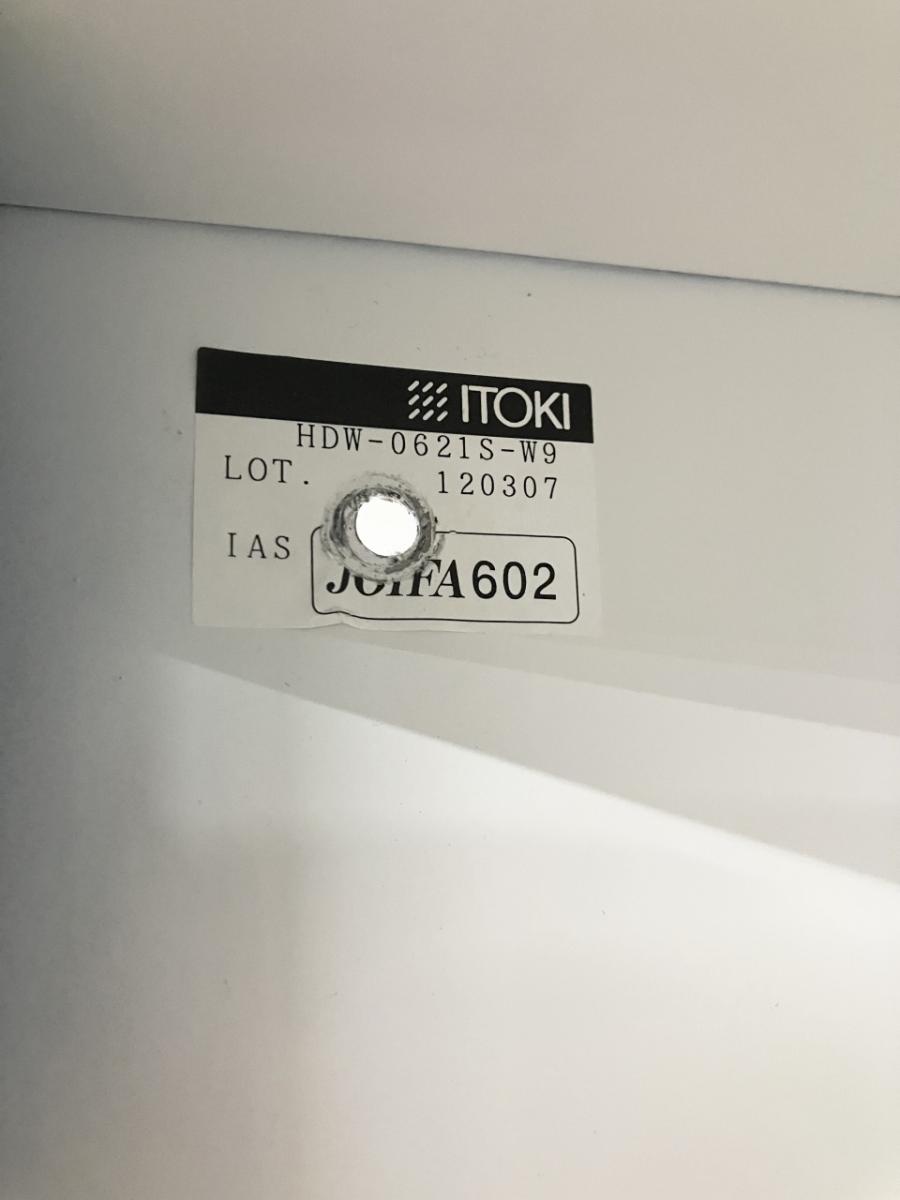 ITOKI
HDW-0621S-W9
LOT. 120307
IAS
JOIFA602